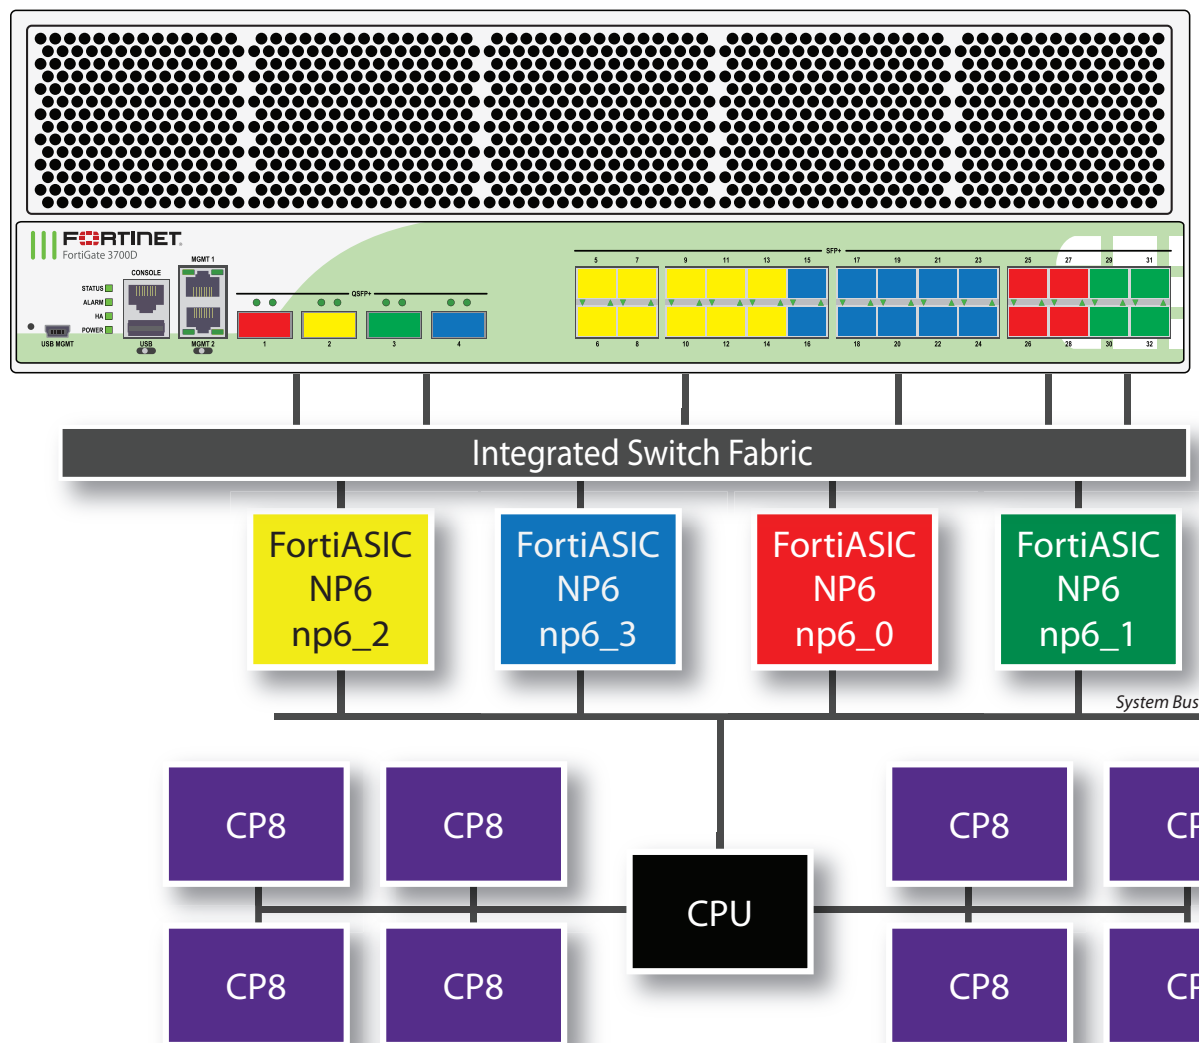 FORTINET
FortiGate 3700D
STATUS
ALARM
HA
POWER
USB MGMT
CONSOLE
USB
MGMT 1
MGMT 2
QSFP+
1 2 3 4
SFP+
5 7 9 11 13 15 17 19 21 23 25 27 29 31
6 8 10 12 14 16 18 20 22 24 26 28 30 32
Integrated Switch Fabric
FortiASIC
NP6
np6_2
FortiASIC
NP6
np6_3
FortiASIC
NP6
np6_0
FortiASIC
NP6
np6_1
System Bus
CP8
CP8
CP8
CP
CPU
CP8
CP8
CP8
CP